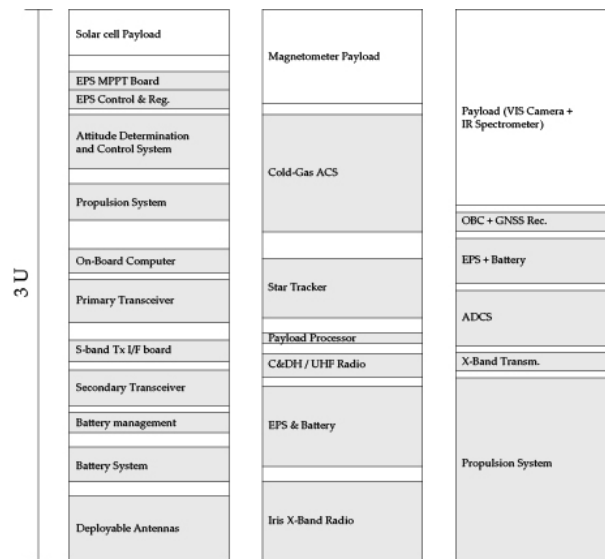 3 U
Solar cell Payload
EPS MPPT Board
EPS Control & Reg.
Attitude Determination
and Control System
Propulsion System
On-Board Computer
Primary Transceiver
S-band Tx I/F board
Secondary Transceiver
Battery management
Battery System
Deployable Antennas
Magnetometer Payload
Cold-Gas ACS
Star Tracker
Payload Processor
C&DH / UHF Radio
EPS & Battery
Iris X-Band Radio
Payload (VIS Camera +
IR Spectrometer)
OBC + GNSS Rec.
EPS + Battery
ADCS
X-Band Transm.
Propulsion System